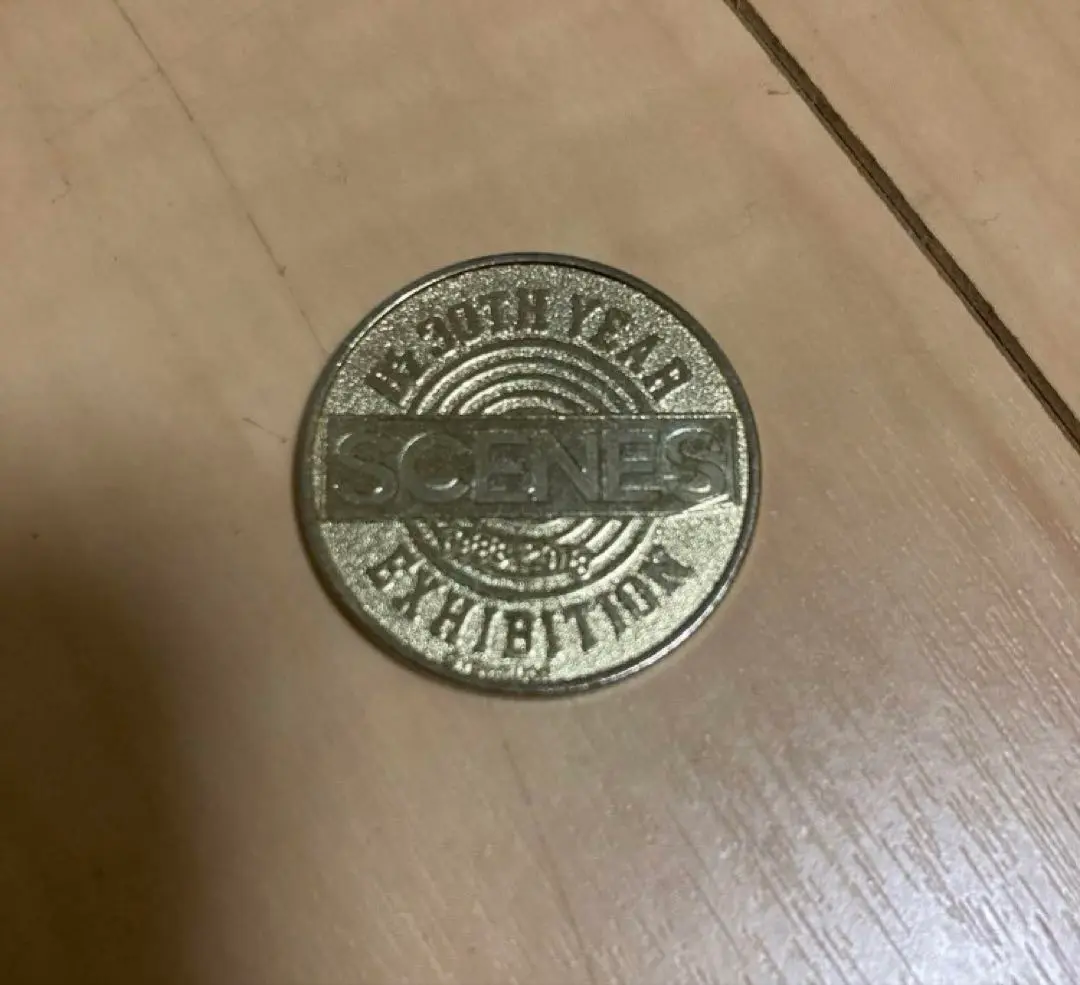 B'z 30TH YEAR
SCENES
1988-2018
EXHIBITION